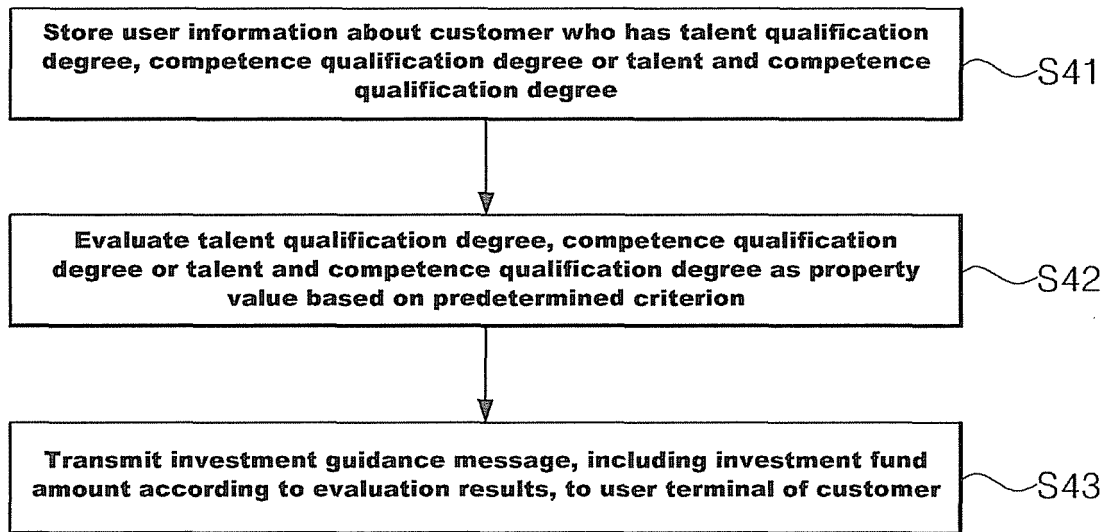 Store user information about customer who has talent qualification
degree, competence qualification degree or talent and competence
qualification degree
S41
Evaluate talent qualification degree, competence qualification
degree or talent and competence qualification degree as property
value based on predetermined criterion
S42
Transmit investment guidance message, including investment fund
amount according to evaluation results, to user terminal of customer
S43